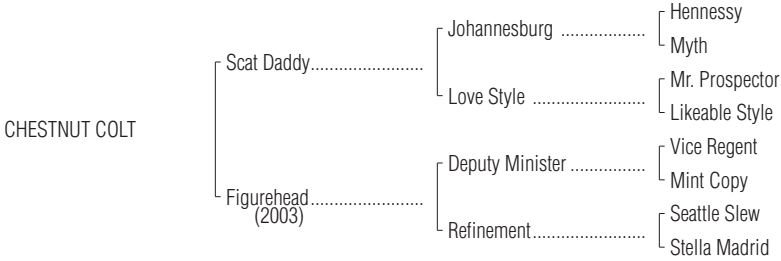 Hennessy
Johannesburg ....................
Myth
Scat Daddy.......................
Mr. Prospector
Love Style .......................
Likeable Style
CHESTNUT COLT
Vice Regent
Deputy Minister ...............
Mint Copy
Figurehead.......................
(2003)
Seattle Slew
Refinement.......................
Stella Madrid